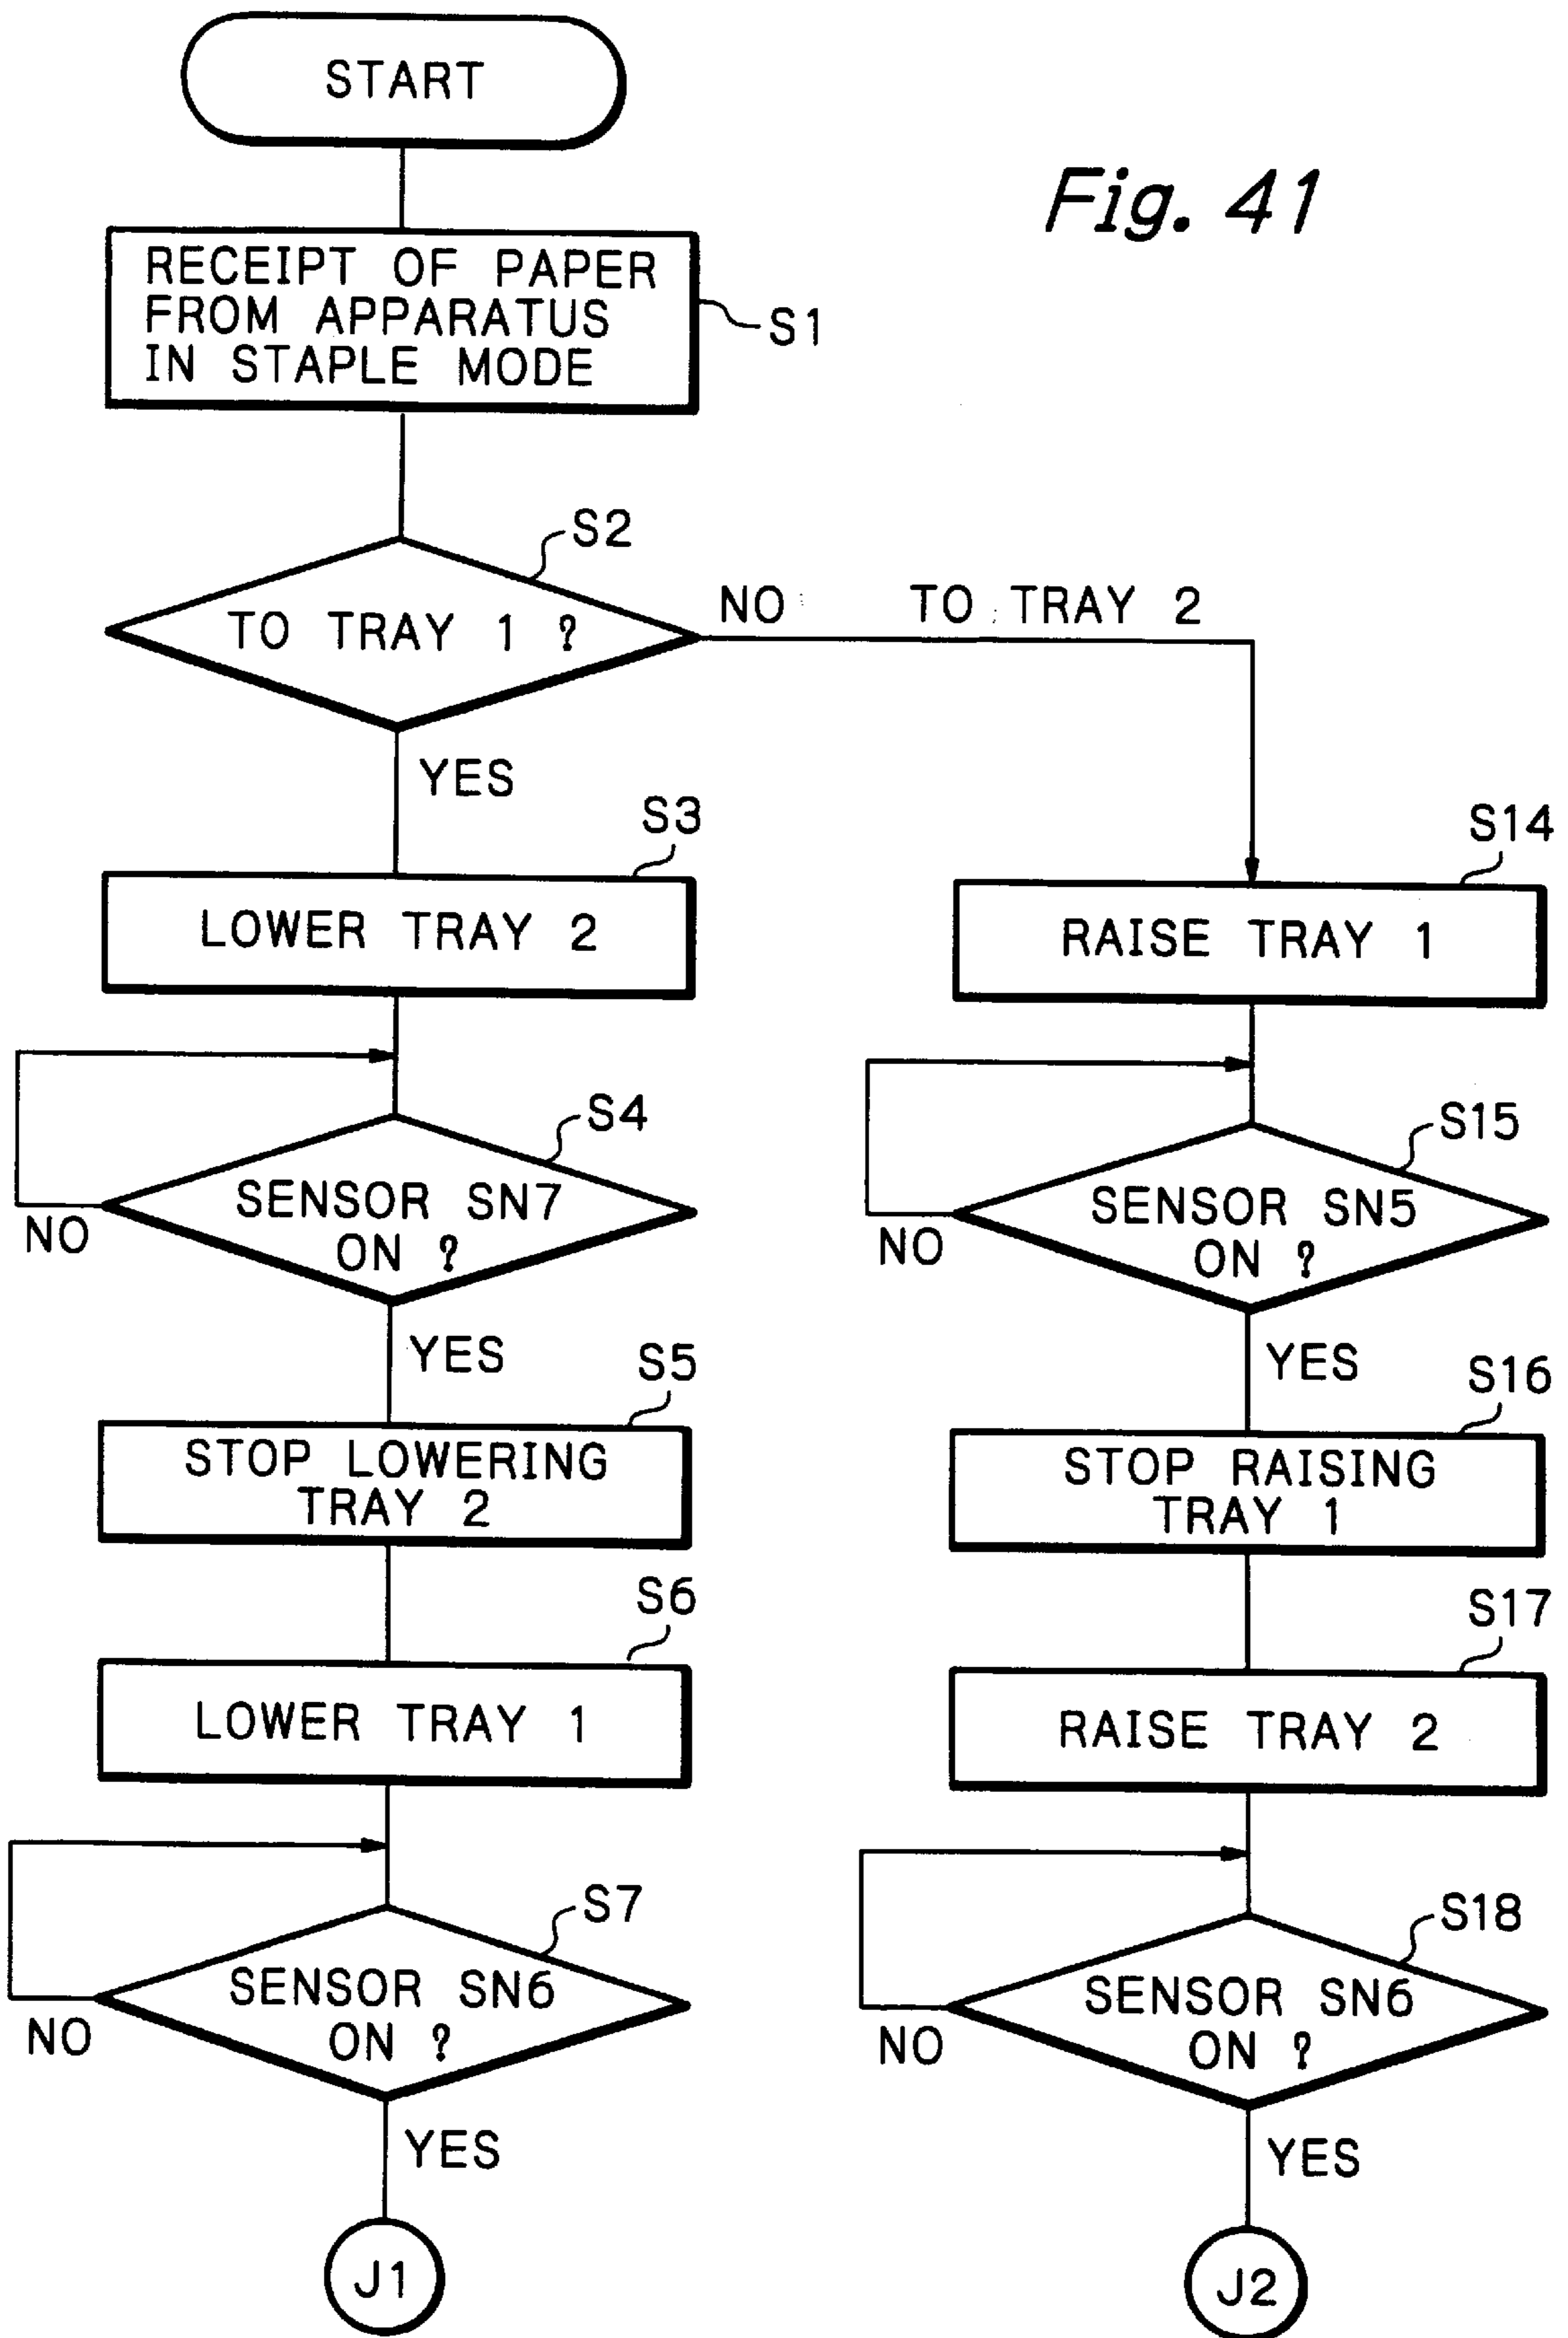 START
Fig. 41
RECEIPT OF PAPER
FROM APPARATUS
IN STAPLE MODE
S1
S2
TO TRAY 1 ?
NO TO TRAY 2
YES
S3
LOWER TRAY 2
S4
SENSOR SN7
ON ?
NO
YES
S5
STOP LOWERING
TRAY 2
S6
LOWER TRAY 1
S7
SENSOR SN6
ON ?
NO
YES
J1
S14
RAISE TRAY 1
S15
SENSOR SN5
ON ?
NO
YES
S16
STOP RAISING
TRAY 1
S17
RAISE TRAY 2
S18
SENSOR SN6
ON ?
NO
YES
J2